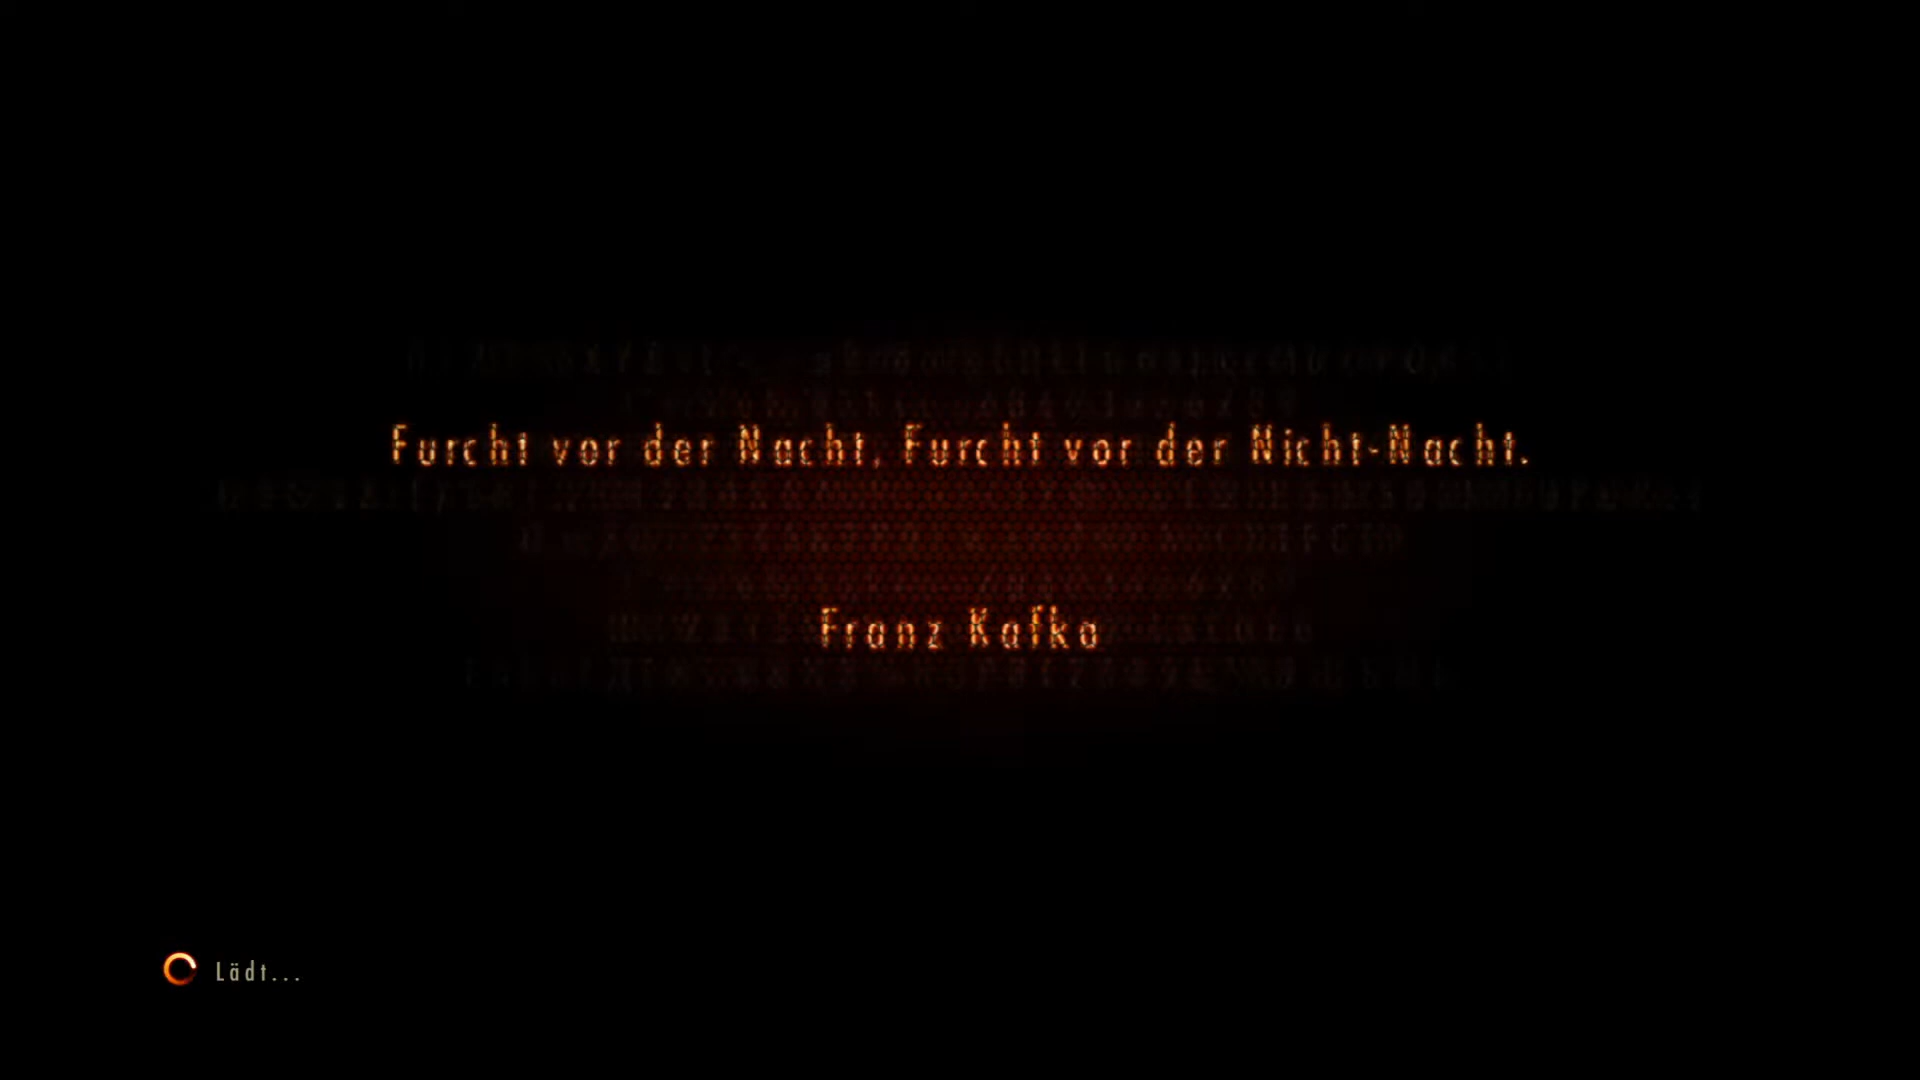 Furcht vor der Nacht, Furcht vor der Nicht-Nacht.
Franz Kafka
Lädt...